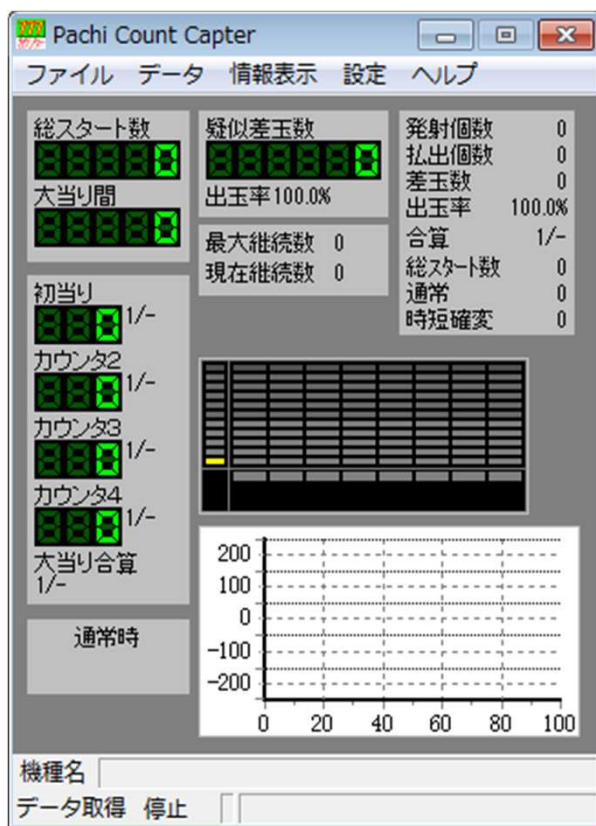 Pachi Count Capter
ファイル データ 情報表示 設定 ヘルプ
総スタート数
0
大当り間
0
疑似差玉数
0
出玉率100.0%
最大継続数 0
現在継続数 0
発射個数 0
払出個数 0
差玉数 0
出玉率 100.0%
合算 1/-
総スタート数 0
通常 0
時短確変 0
初当り
0 1/-
カウンタ2
0 1/-
カウンタ3
0 1/-
カウンタ4
0 1/-
大当り合算
1/-
通常時
200
100
0
-100
-200
0 20 40 60 80 100
機種名
データ取得 停止